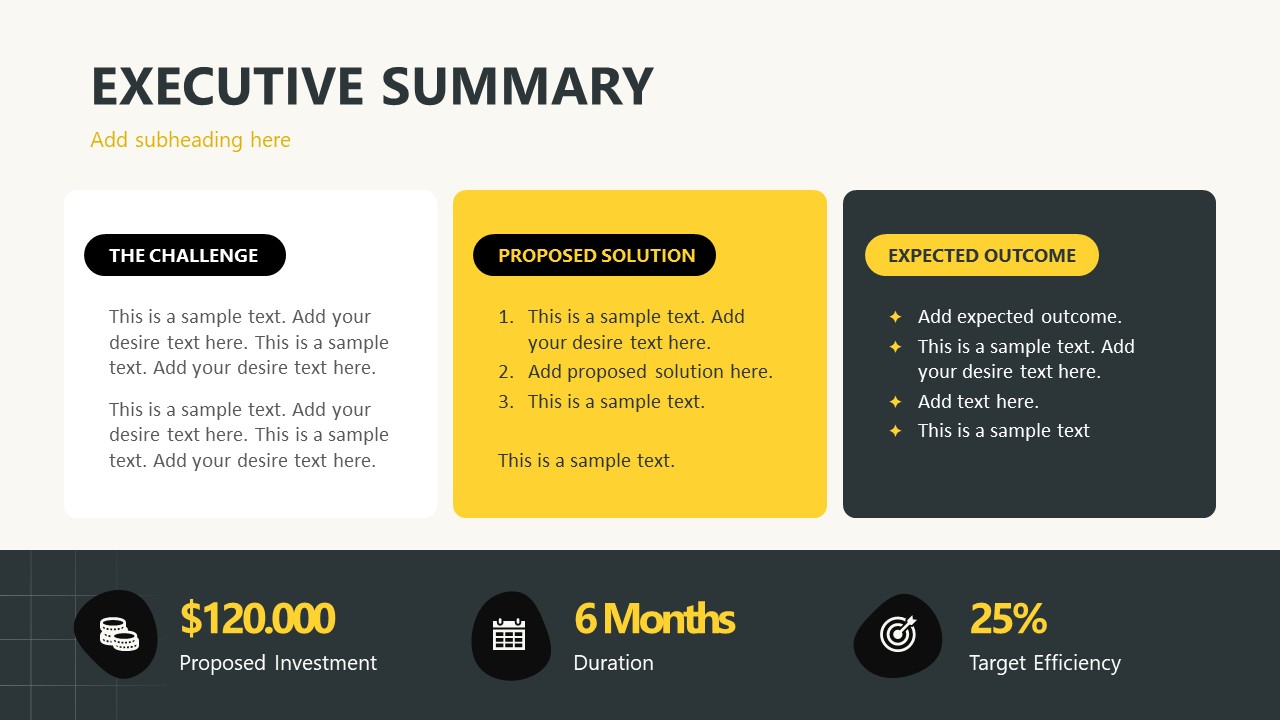 EXECUTIVE SUMMARY
Add subheading here
THE CHALLENGE
This is a sample text. Add your
desire text here. This is a sample
text. Add your desire text here.
This is a sample text. Add your
desire text here. This is a sample
text. Add your desire text here.
PROPOSED SOLUTION
1. This is a sample text. Add
your desire text here.
2. Add proposed solution here.
3. This is a sample text.
This is a sample text.
EXPECTED OUTCOME
✦ Add expected outcome.
✦ This is a sample text. Add
your desire text here.
✦ Add text here.
✦ This is a sample text
$120.000
Proposed Investment
6 Months
Duration
25%
Target Efficiency